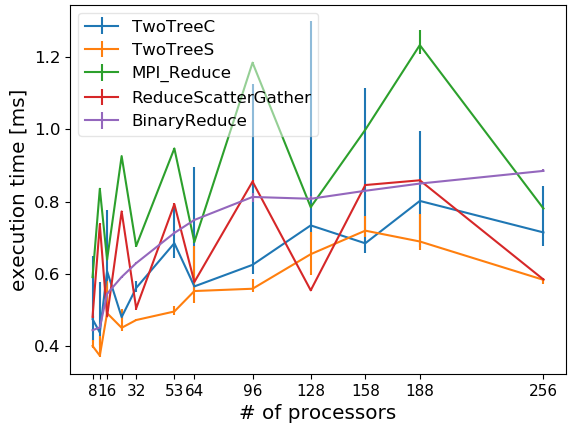 TwoTreeC
TwoTreeS
MPI_Reduce
ReduceScatterGather
BinaryReduce
execution time [ms]
1.2
1.0
0.8
0.6
0.4
8 16 32 53 64 96 128 158 188 256
# of processors